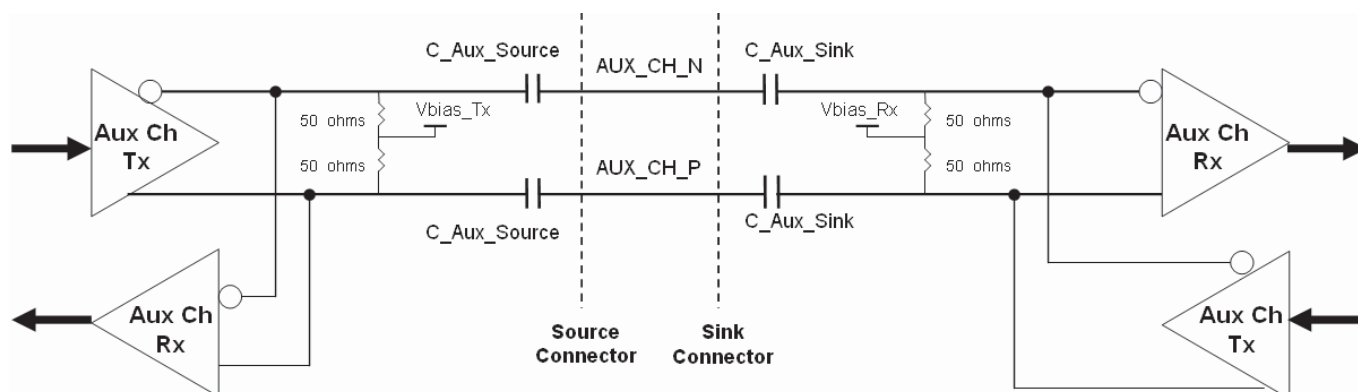 C_Aux_Source
AUX_CH_N
C_Aux_Sink
Aux Ch
Tx
50 ohms
Vbias_Tx
50 ohms
Vbias_Rx
50 ohms
50 ohms
Aux Ch
Rx
AUX_CH_P
C_Aux_Source
C_Aux_Sink
Aux Ch
Rx
Source
Connector
Sink
Connector
Aux Ch
Tx